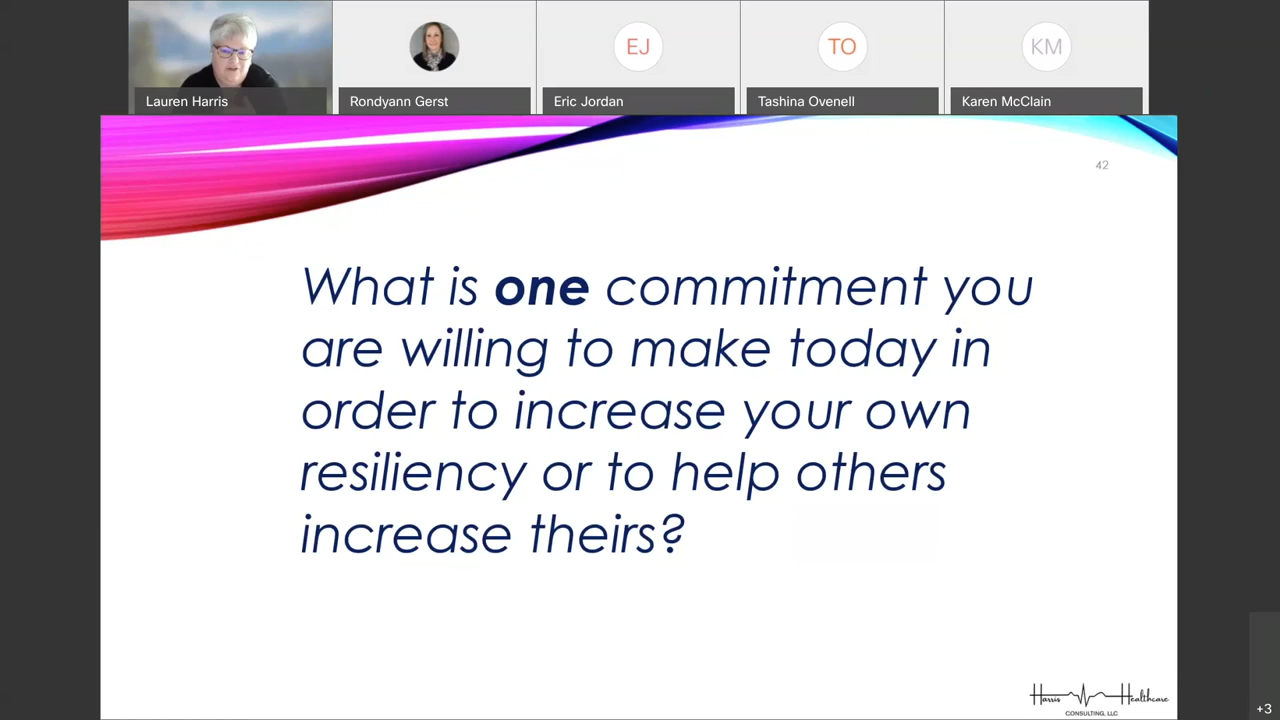 EJ
TO
KM
Lauren Harris
Rondyann Gerst
Eric Jordan
Tashina Ovenell
Karen McClain
42
What is one commitment you
are willing to make today in
order to increase your own
resiliency or to help others
increase theirs?
Harris Healthcare
CONSULTING, LLC
+3